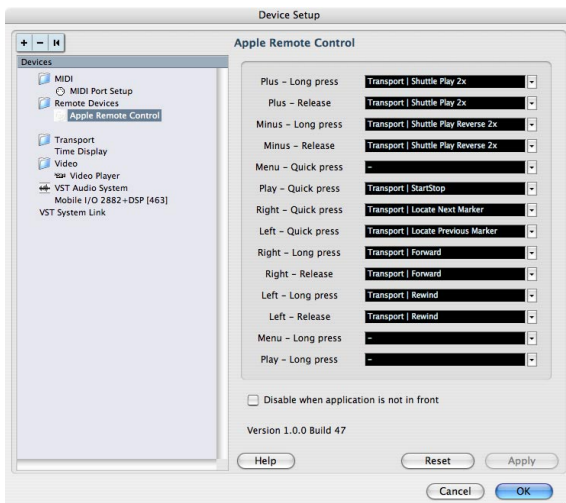 Device Setup
+ -
Devices
MIDI
MIDI Port Setup
Remote Devices
Apple Remote Control
Transport
Time Display
Video
Video Player
VST Audio System
Mobile I/O 2882+DSP [463]
VST System Link
Apple Remote Control
Plus – Long press Transport | Shuttle Play 2x
Plus – Release Transport | Shuttle Play 2x
Minus – Long press Transport | Shuttle Play Reverse 2x
Minus – Release Transport | Shuttle Play Reverse 2x
Menu – Quick press –
Play – Quick press Transport | StartStop
Right – Quick press Transport | Locate Next Marker
Left – Quick press Transport | Locate Previous Marker
Right – Long press Transport | Forward
Right – Release Transport | Forward
Left – Long press Transport | Rewind
Left – Release Transport | Rewind
Menu – Long press –
Play – Long press –
Disable when application is not in front
Version 1.0.0 Build 47
Help Reset Apply
Cancel OK